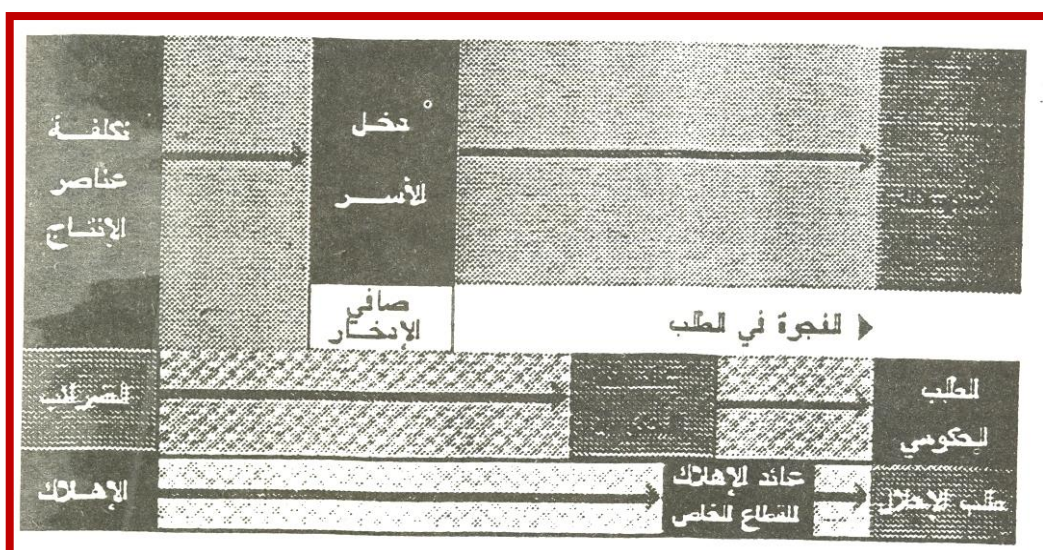 تكلفة
عناصر
الإنتاج
دخل
الأسر
صافي
الإدخار
الفجوة في الطلب
الضرائب
الطلب
الحكومي
الإهلاك
عائد الإهلاك
للقطاع الخاص
طلب الإحلال